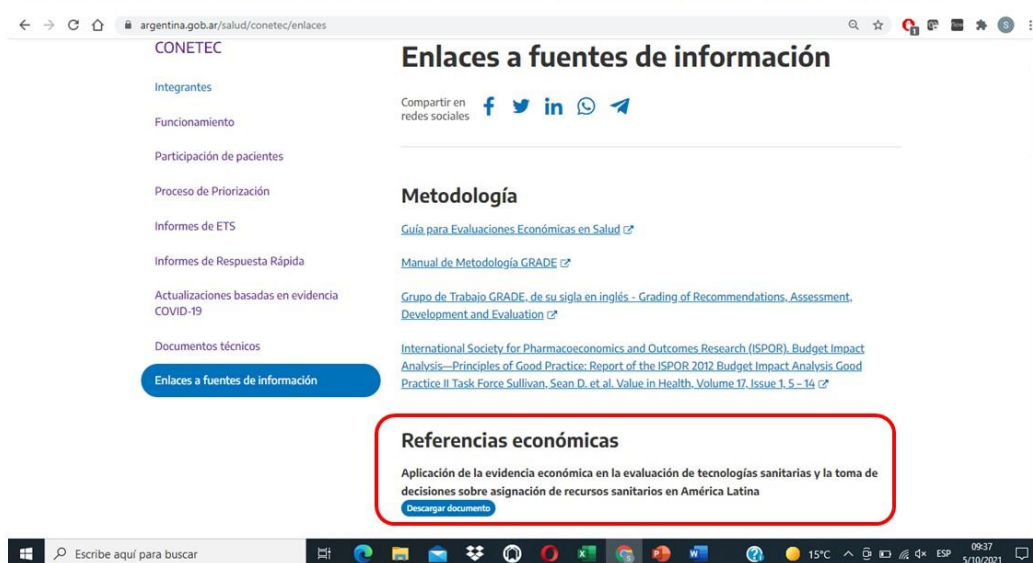 argentina.gob.ar/salud/conetec/enlaces
CONETEC
Integrantes
Funcionamiento
Participación de pacientes
Proceso de Priorización
Informes de ETS
Informes de Respuesta Rápida
Actualizaciones basadas en evidencia
COVID-19
Documentos técnicos
Enlaces a fuentes de información
Enlaces a fuentes de información
Compartir en
redes sociales
Metodología
Guía para Evaluaciones Económicas en Salud
Manual de Metodología GRADE
Grupo de Trabajo GRADE, de su sigla en inglés - Grading of Recommendations, Assessment,
Development and Evaluation
International Society for Pharmacoeconomics and Outcomes Research (ISPOR). Budget Impact
Analysis—Principles of Good Practice: Report of the ISPOR 2012 Budget Impact Analysis Good
Practice II Task Force Sullivan, Sean D. et al. Value in Health, Volume 17, Issue 1, 5 – 14
Referencias económicas
Aplicación de la evidencia económica en la evaluación de tecnologías sanitarias y la toma de
decisiones sobre asignación de recursos sanitarios en América Latina
Descargar documento
Escribe aquí para buscar
15°C
ESP
09:37
5/10/2021